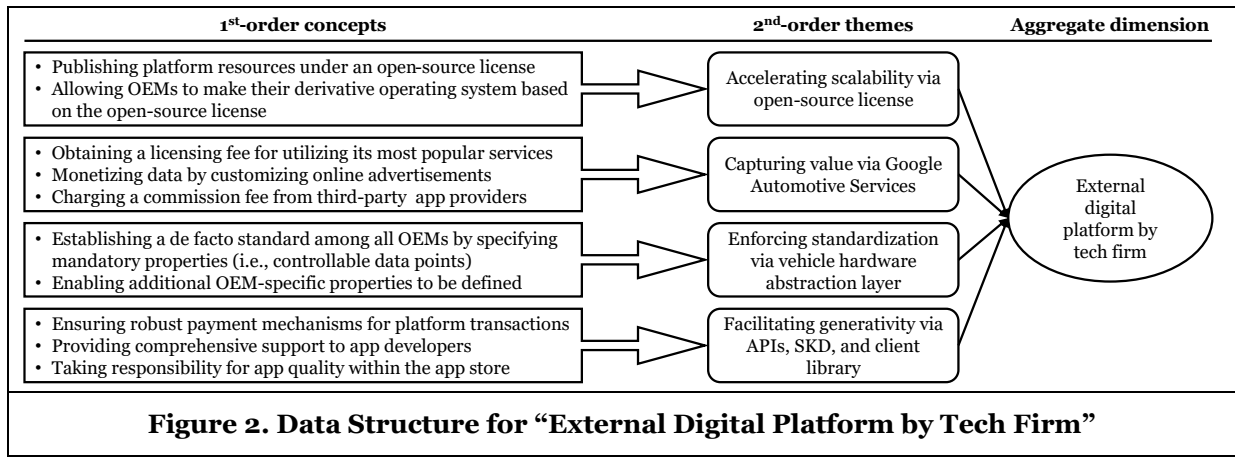 1st-order concepts
2nd-order themes
Aggregate dimension
• Publishing platform resources under an open-source license
• Allowing OEMs to make their derivative operating system based
on the open-source license
Accelerating scalability via
open-source license
• Obtaining a licensing fee for utilizing its most popular services
• Monetizing data by customizing online advertisements
• Charging a commission fee from third-party app providers
Capturing value via Google
Automotive Services
• Establishing a de facto standard among all OEMs by specifying
mandatory properties (i.e., controllable data points)
• Enabling additional OEM-specific properties to be defined
Enforcing standardization
via vehicle hardware
abstraction layer
• Ensuring robust payment mechanisms for platform transactions
• Providing comprehensive support to app developers
• Taking responsibility for app quality within the app store
Facilitating generativity via
APIs, SKD, and client
library
External
digital
platform by
tech firm
Figure 2. Data Structure for “External Digital Platform by Tech Firm”